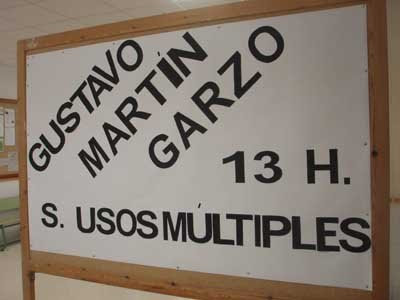 GUSTAVO
MARTÍN
GARZO
13 H.
S. USOS MÚLTIPLES